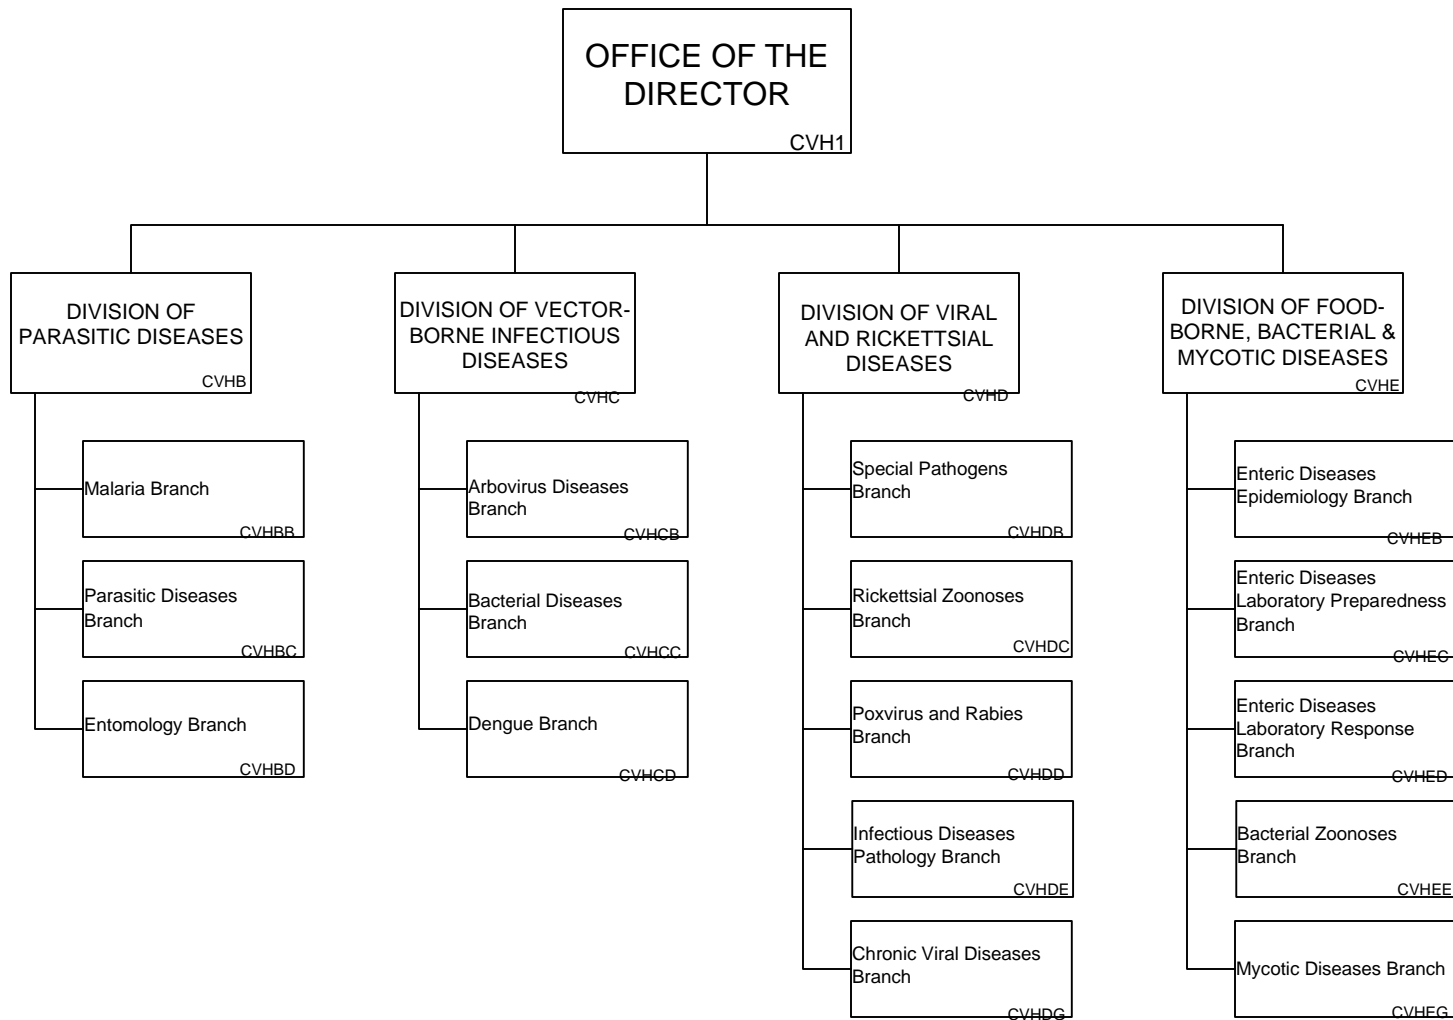 OFFICE OF THE
DIRECTOR
CVH1
DIVISION OF
PARASITIC DISEASES
CVHB
Malaria Branch
CVHBB
Parasitic Diseases
Branch
CVHBC
Entomology Branch
CVHBD
DIVISION OF VECTOR-
BORNE INFECTIOUS
DISEASES
CVHC
Arbovirus Diseases
Branch
CVHCB
Bacterial Diseases
Branch
CVHCC
Dengue Branch
CVHCD
DIVISION OF VIRAL
AND RICKETTSIAL
DISEASES
CVHD
Special Pathogens
Branch
CVHDB
Rickettsial Zoonoses
Branch
CVHDC
Poxvirus and Rabies
Branch
CVHDD
Infectious Diseases
Pathology Branch
CVHDE
Chronic Viral Diseases
Branch
CVHDG
DIVISION OF FOOD-
BORNE, BACTERIAL &
MYCOTIC DISEASES
CVHE
Enteric Diseases
Epidemiology Branch
CVHEB
Enteric Diseases
Laboratory Preparedness
Branch
CVHEC
Enteric Diseases
Laboratory Response
Branch
CVHED
Bacterial Zoonoses
Branch
CVHEE
Mycotic Diseases Branch
CVHEG